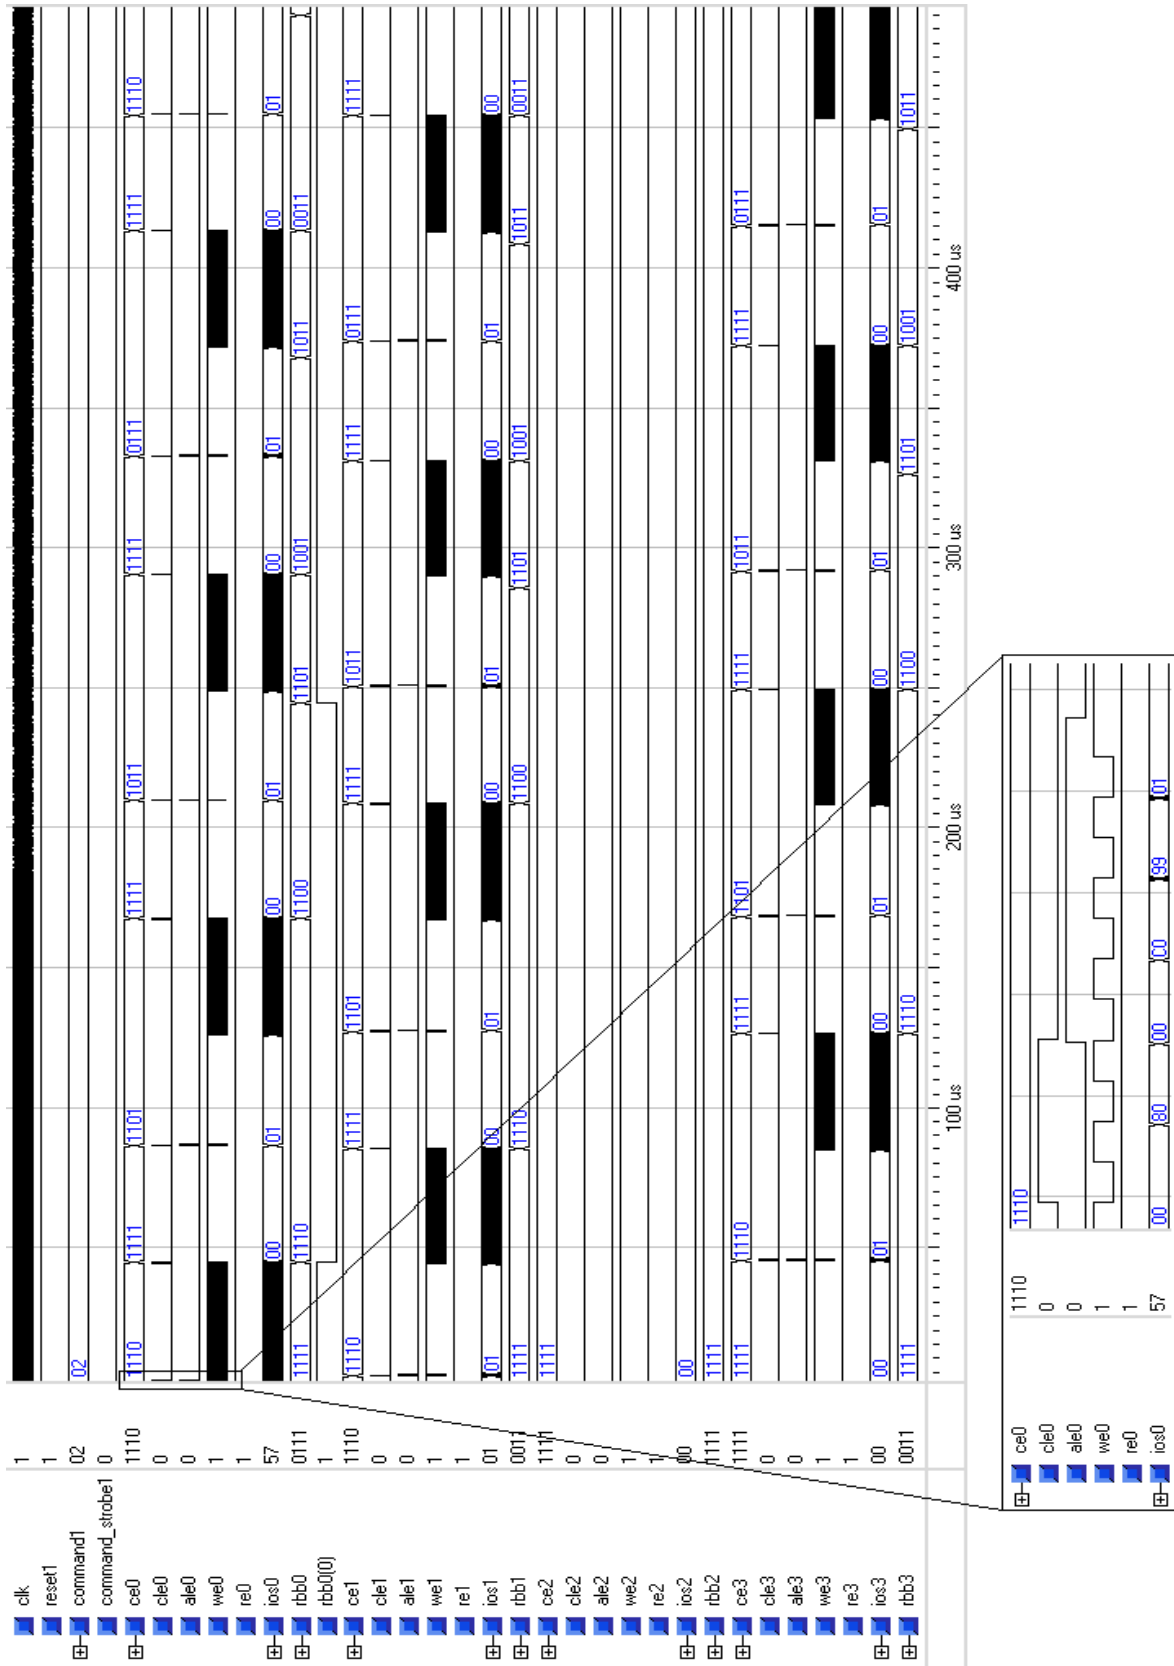 clk 1
reset1 1
command1 02 02
command_strobe1 0
ce0 1110 1110 1111 1101 1111 1011 1111 0111 1111 1110
cle0 0
ale0 0
we0 1
re0 1
ios0 57 00 01 00 01 00 01 00 01
rbb0 0111 1111 1110 1100 1101 1001 1011 0011
rbb0(0) 1
ce1 1110 1110 1111 1101 1111 1011 1111 0111 1111
cle1 0
ale1 0
we1 1
re1 1
ios1 01 01 00 01 00 01 00 01 00
rbb1 0011 1111 1110 1100 1101 1001 1011 0011
ce2 1111 1111
cle2 0
ale2 0
we2 1
re2 1
ios2 00 00
rbb2 1111 1111
ce3 1111 1111 1110 1111 1101 1111 1011 1111 0111
cle3 0
ale3 0
we3 1
re3 1
ios3 00 00 01 00 01 00 01 00 01
rbb3 0011 1111 1110 1100 1101 1001 1011
100 us 200 us 300 us 400 us
ce0 1110 1110
cle0 0
ale0 0
we0 1
re0 1
ios0 57 00 80 00 C0 99 01